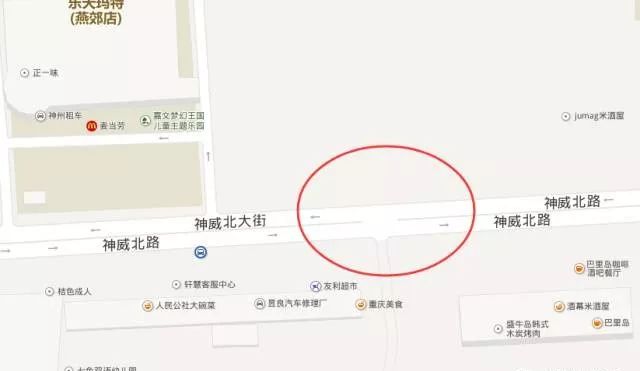 乐天玛特
(燕郊店)
正一味
神州租车
麦当劳
嘉文梦幻王国
儿童主题乐园
jumag米酒屋
神威北大街
神威北路
神威北路
神威北路
轩慧客服中心
桔色成人
友利超市
巴里岛咖啡
酒吧餐厅
人民公社大碗菜
昱良汽车修理厂
重庆美食
酒幕米酒屋
盛牛岛韩式
木炭烤肉
巴里岛